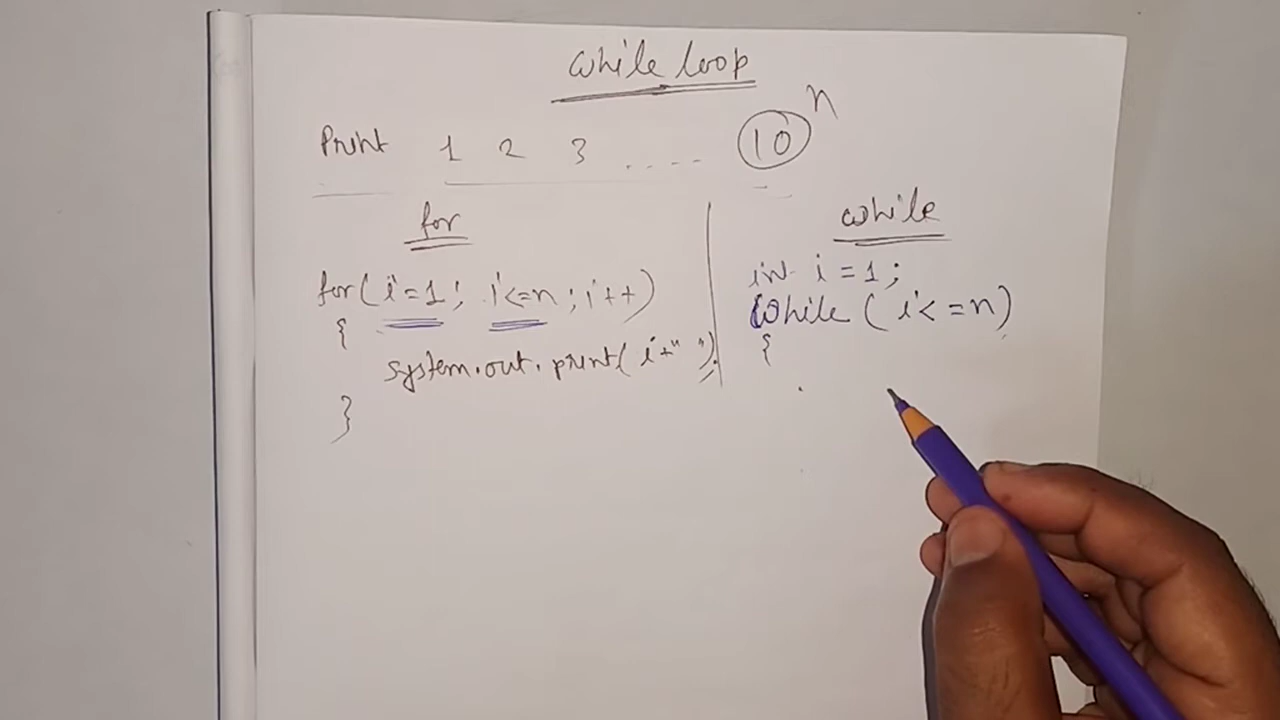 while loop
Print 1 2 3 ..... 10 n
for
for(i=1; i<=n; i++)
{
system.out.print(i+" ");
}
while
int i=1;
while(i<=n)
{